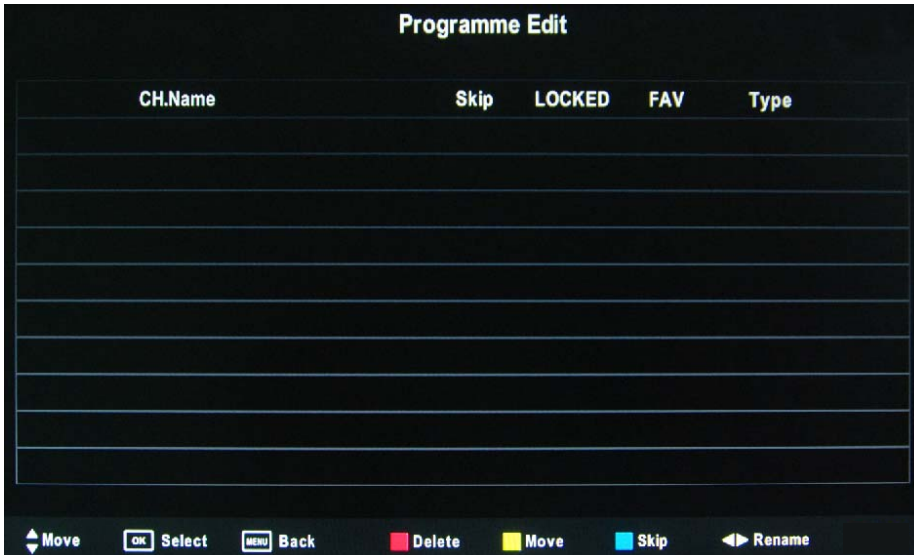 Programme Edit
CH.Name Skip LOCKED FAV Type
Move OK Select MENU Back Delete Move Skip Rename